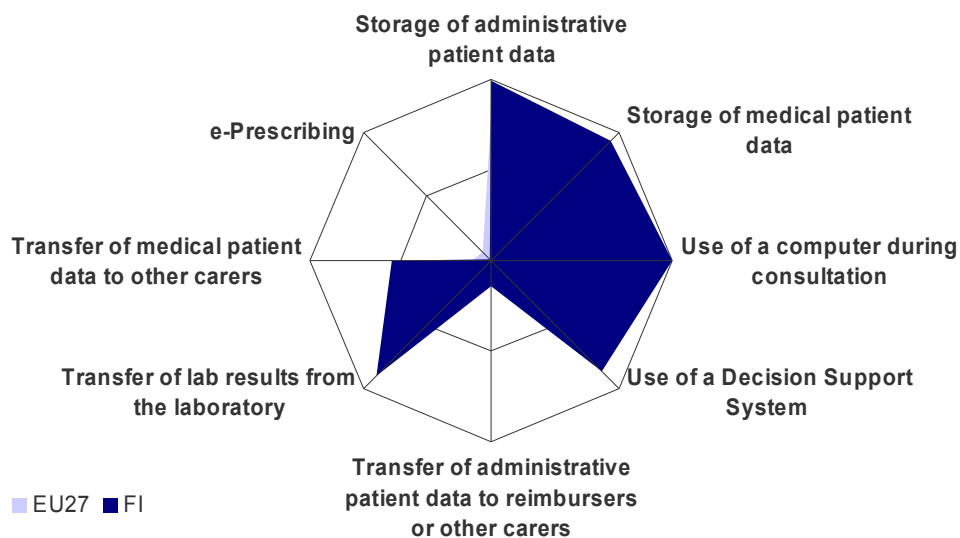 Storage of administrative
patient data
Storage of medical patient
data
e-Prescribing
Transfer of medical patient
data to other carers
Use of a computer during
consultation
Transfer of lab results from
the laboratory
Use of a Decision Support
System
Transfer of administrative
patient data to reimbursers
or other carers
EU27 FI